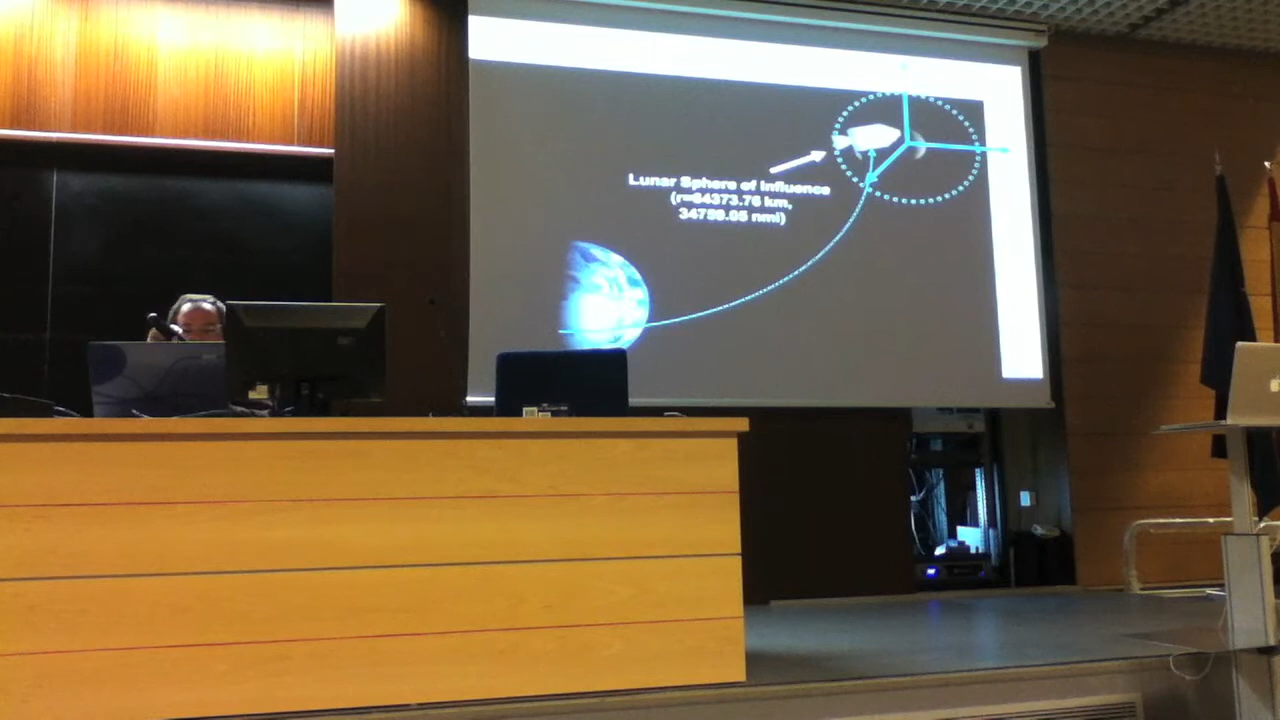 Lunar Sphere of Influence
(r=64373.76 km,
34759.05 nmi)